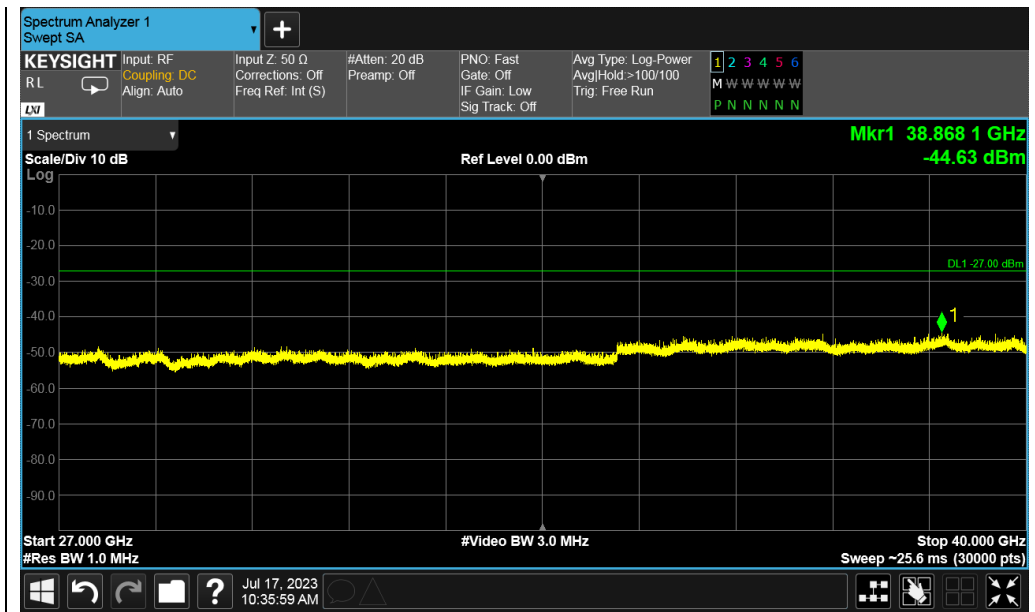 Spectrum Analyzer 1
Swept SA
+
KEYSIGHT
R L
LXI
Input: RF
Coupling: DC
Align: Auto
Input Z: 50 Ω
Corrections: Off
Freq Ref: Int (S)
#Atten: 20 dB
Preamp: Off
PNO: Fast
Gate: Off
IF Gain: Low
Sig Track: Off
Avg Type: Log-Power
Avg|Hold:>100/100
Trig: Free Run
1 2 3 4 5 6
M W W W W W
P N N N N N
1 Spectrum
Mkr1 38.868 1 GHz
-44.63 dBm
Scale/Div 10 dB
Ref Level 0.00 dBm
Log
-10.0
-20.0
DL1 -27.00 dBm
-30.0
-40.0
1
-50.0
-60.0
-70.0
-80.0
-90.0
Start 27.000 GHz
#Video BW 3.0 MHz
Stop 40.000 GHz
#Res BW 1.0 MHz
Sweep ~25.6 ms (30000 pts)
?
Jul 17, 2023
10:35:59 AM